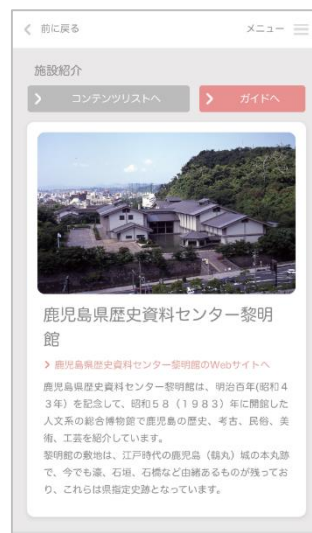 前に戻る
メニュー
施設紹介
コンテンツリストへ
ガイドへ
鹿児島県歴史資料センター黎明
館
鹿児島県歴史資料センター黎明館のWebサイトへ
鹿児島県歴史資料センター黎明館は、明治百年(昭和４
３年）を記念して、昭和５８（１９８３）年に開館した
人文系の総合博物館で鹿児島の歴史、考古、民俗、美
術、工芸を紹介しています。
黎明館の敷地は、江戸時代の鹿児島（鶴丸）城の本丸跡
で、今でも濠、石垣、石橋など由緒あるものが残ってお
り、これらは県指定史跡となっています。